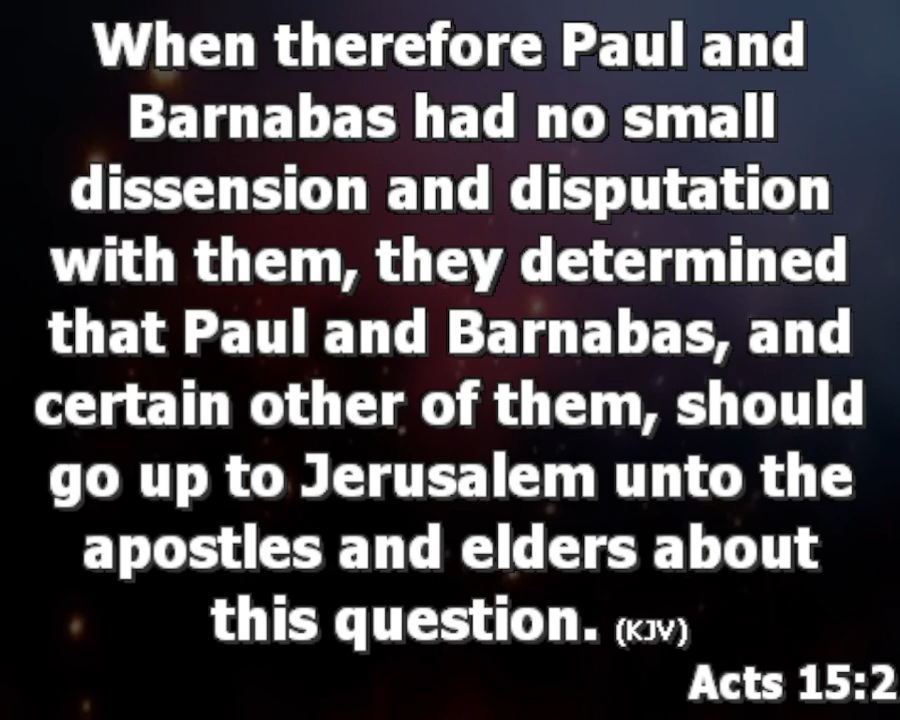 When therefore Paul and
Barnabas had no small
dissension and disputation
with them, they determined
that Paul and Barnabas, and
certain other of them, should
go up to Jerusalem unto the
apostles and elders about
this question. (KJV)
Acts 15:2